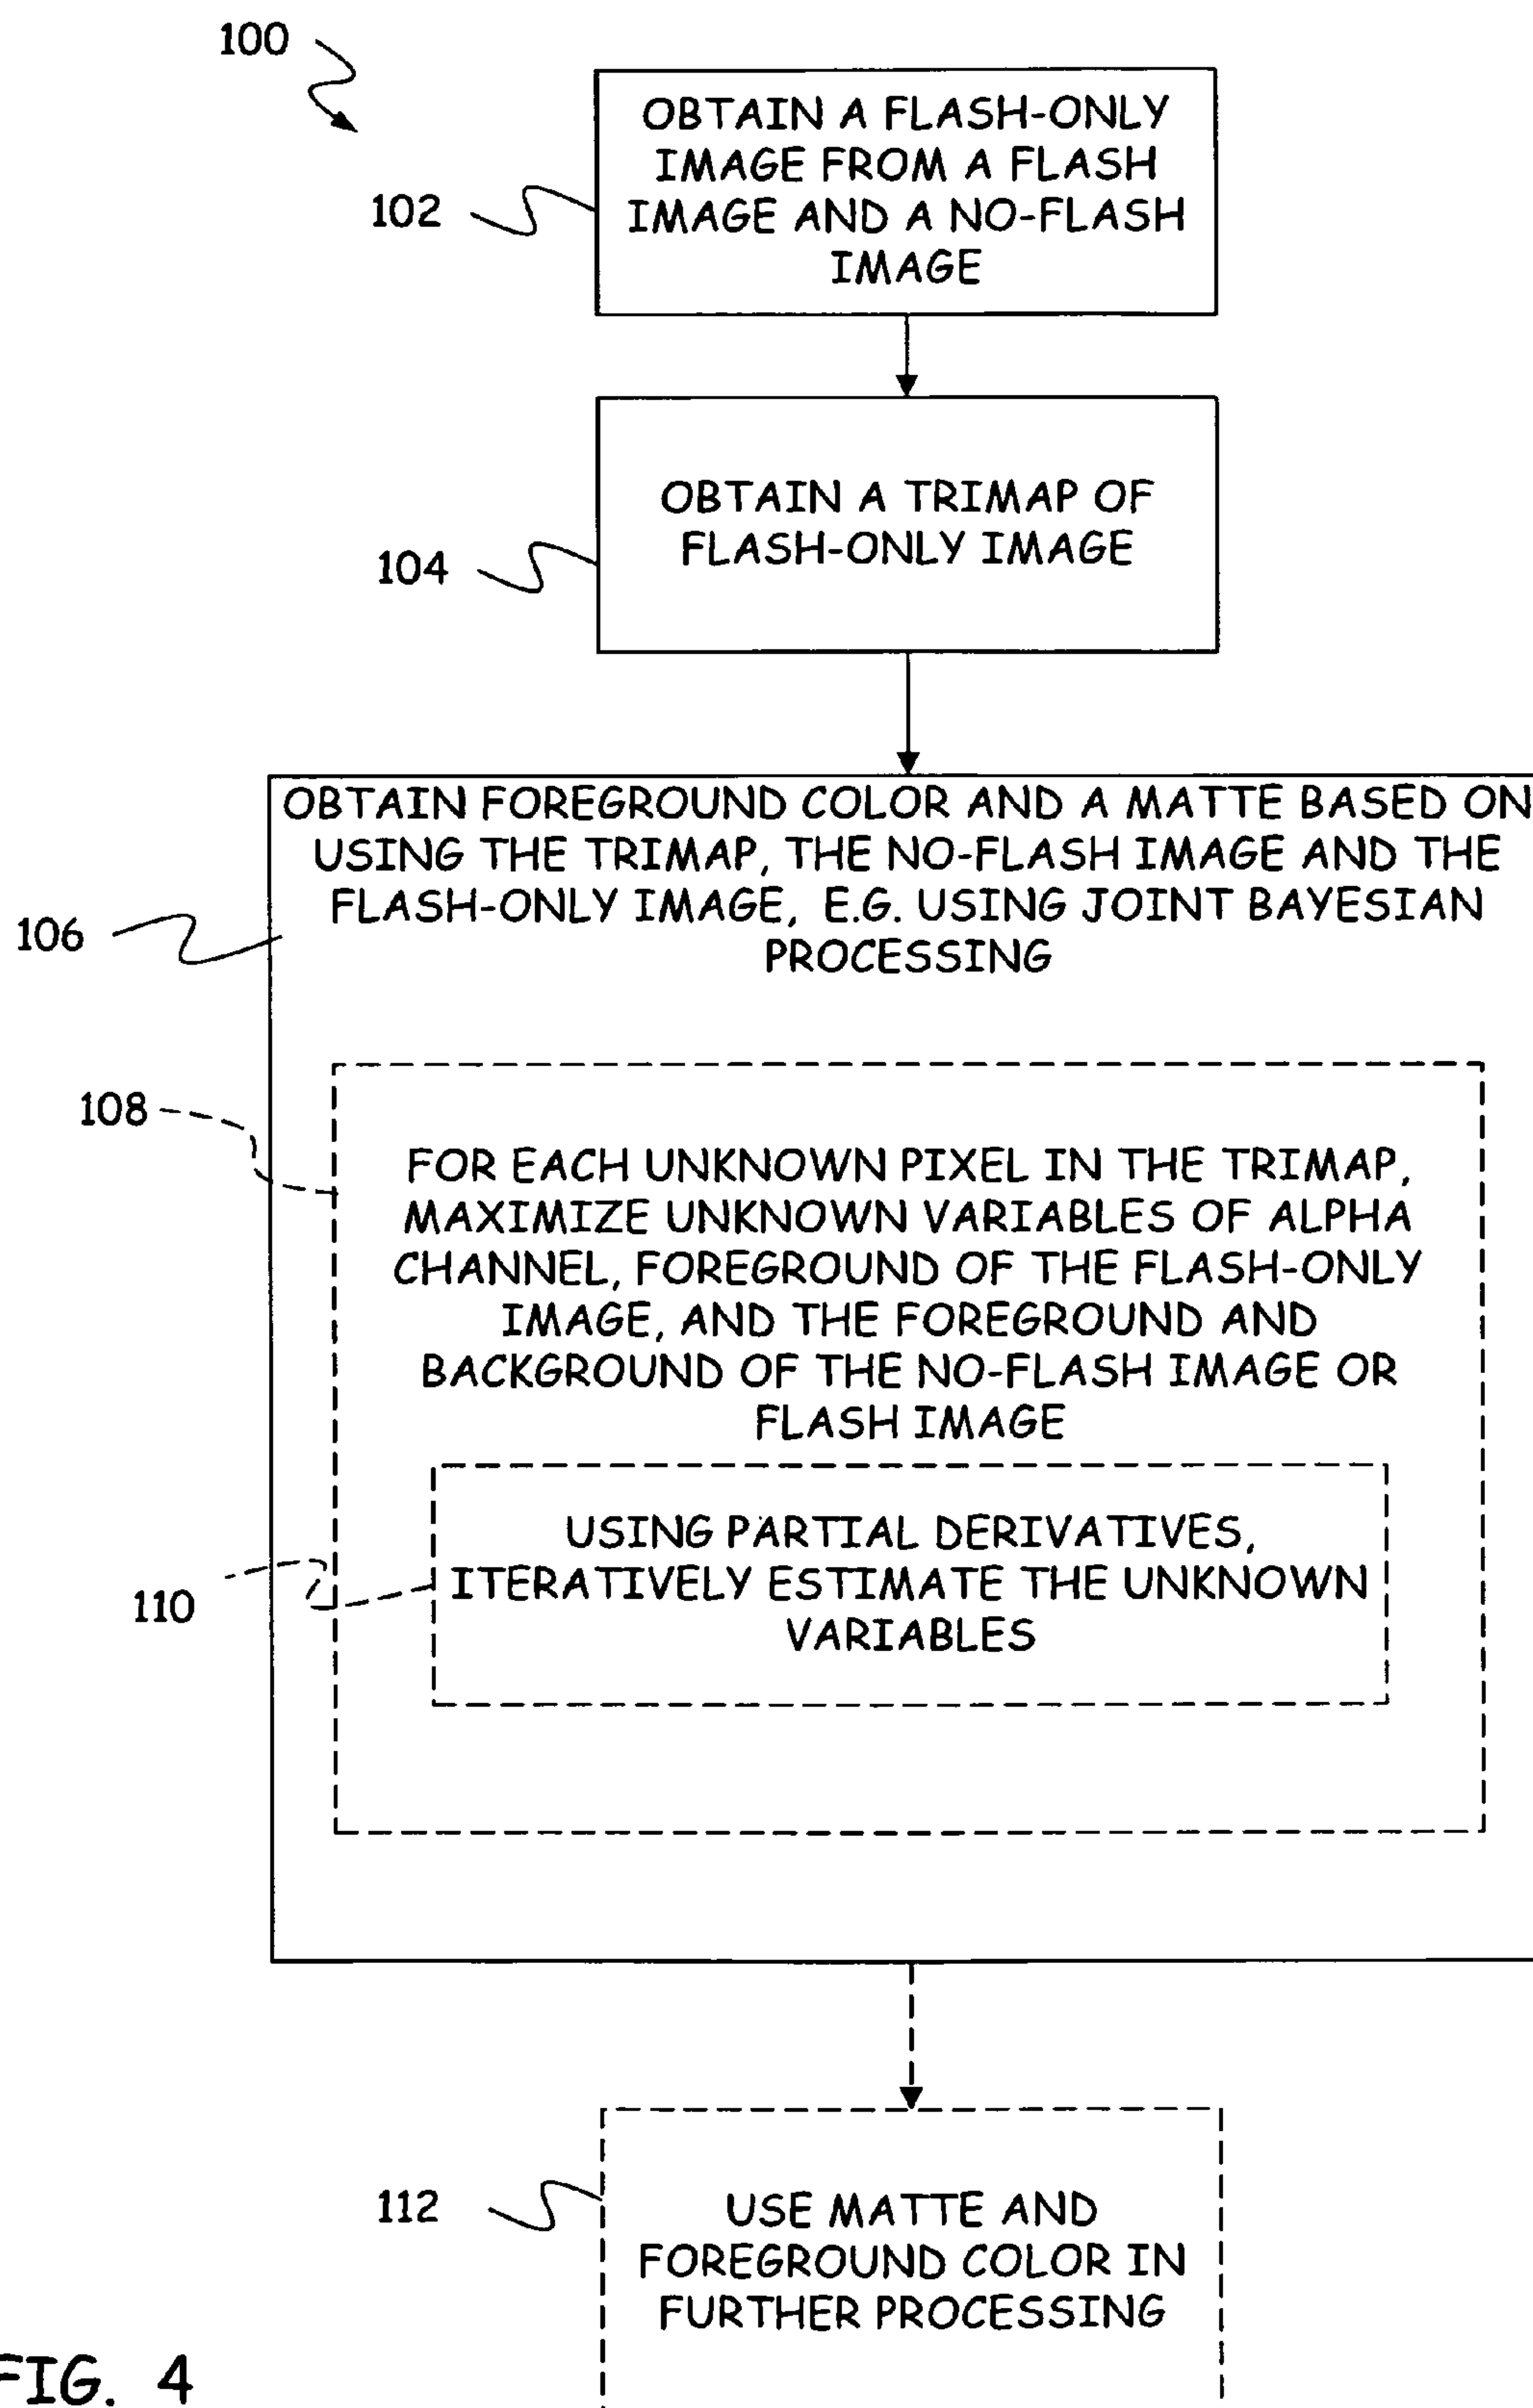 100
OBTAIN A FLASH-ONLY
IMAGE FROM A FLASH
IMAGE AND A NO-FLASH
IMAGE
102
OBTAIN A TRIMAP OF
FLASH-ONLY IMAGE
104
OBTAIN FOREGROUND COLOR AND A MATTE BASED ON
USING THE TRIMAP, THE NO-FLASH IMAGE AND THE
FLASH-ONLY IMAGE, E.G. USING JOINT BAYESIAN
PROCESSING
106
108
FOR EACH UNKNOWN PIXEL IN THE TRIMAP,
MAXIMIZE UNKNOWN VARIABLES OF ALPHA
CHANNEL, FOREGROUND OF THE FLASH-ONLY
IMAGE, AND THE FOREGROUND AND
BACKGROUND OF THE NO-FLASH IMAGE OR
FLASH IMAGE
USING PARTIAL DERIVATIVES,
ITERATIVELY ESTIMATE THE UNKNOWN
VARIABLES
110
112
USE MATTE AND
FOREGROUND COLOR IN
FURTHER PROCESSING
FIG. 4